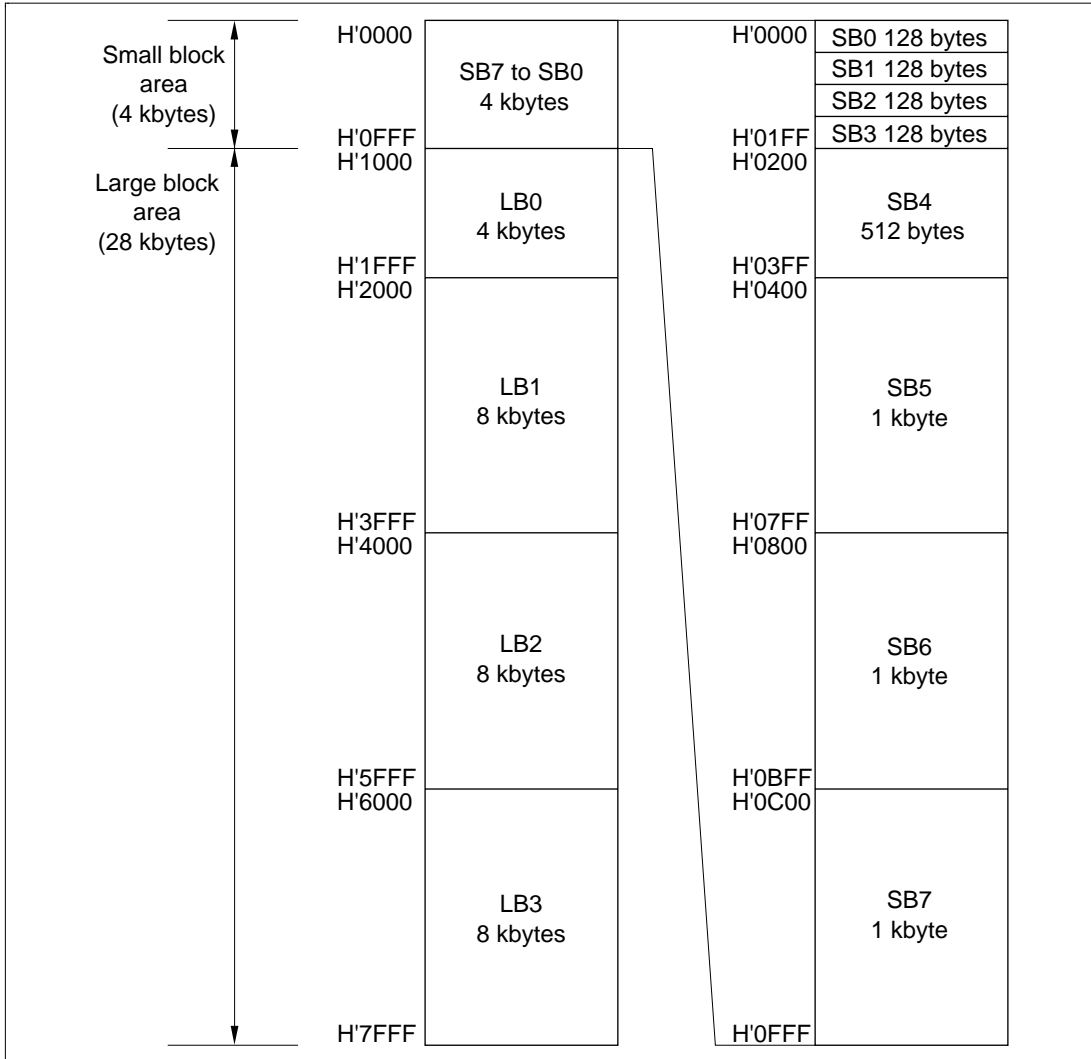 Small block
area
(4 kbytes)
Large block
area
(28 kbytes)
H'0000
SB7 to SB0
4 kbytes
H'0FFF
H'1000
LB0
4 kbytes
H'1FFF
H'2000
LB1
8 kbytes
H'3FFF
H'4000
LB2
8 kbytes
H'5FFF
H'6000
LB3
8 kbytes
H'7FFF
H'0000
SB0 128 bytes
SB1 128 bytes
SB2 128 bytes
SB3 128 bytes
H'01FF
H'0200
SB4
512 bytes
H'03FF
H'0400
SB5
1 kbyte
H'07FF
H'0800
SB6
1 kbyte
H'0BFF
H'0C00
SB7
1 kbyte
H'0FFF